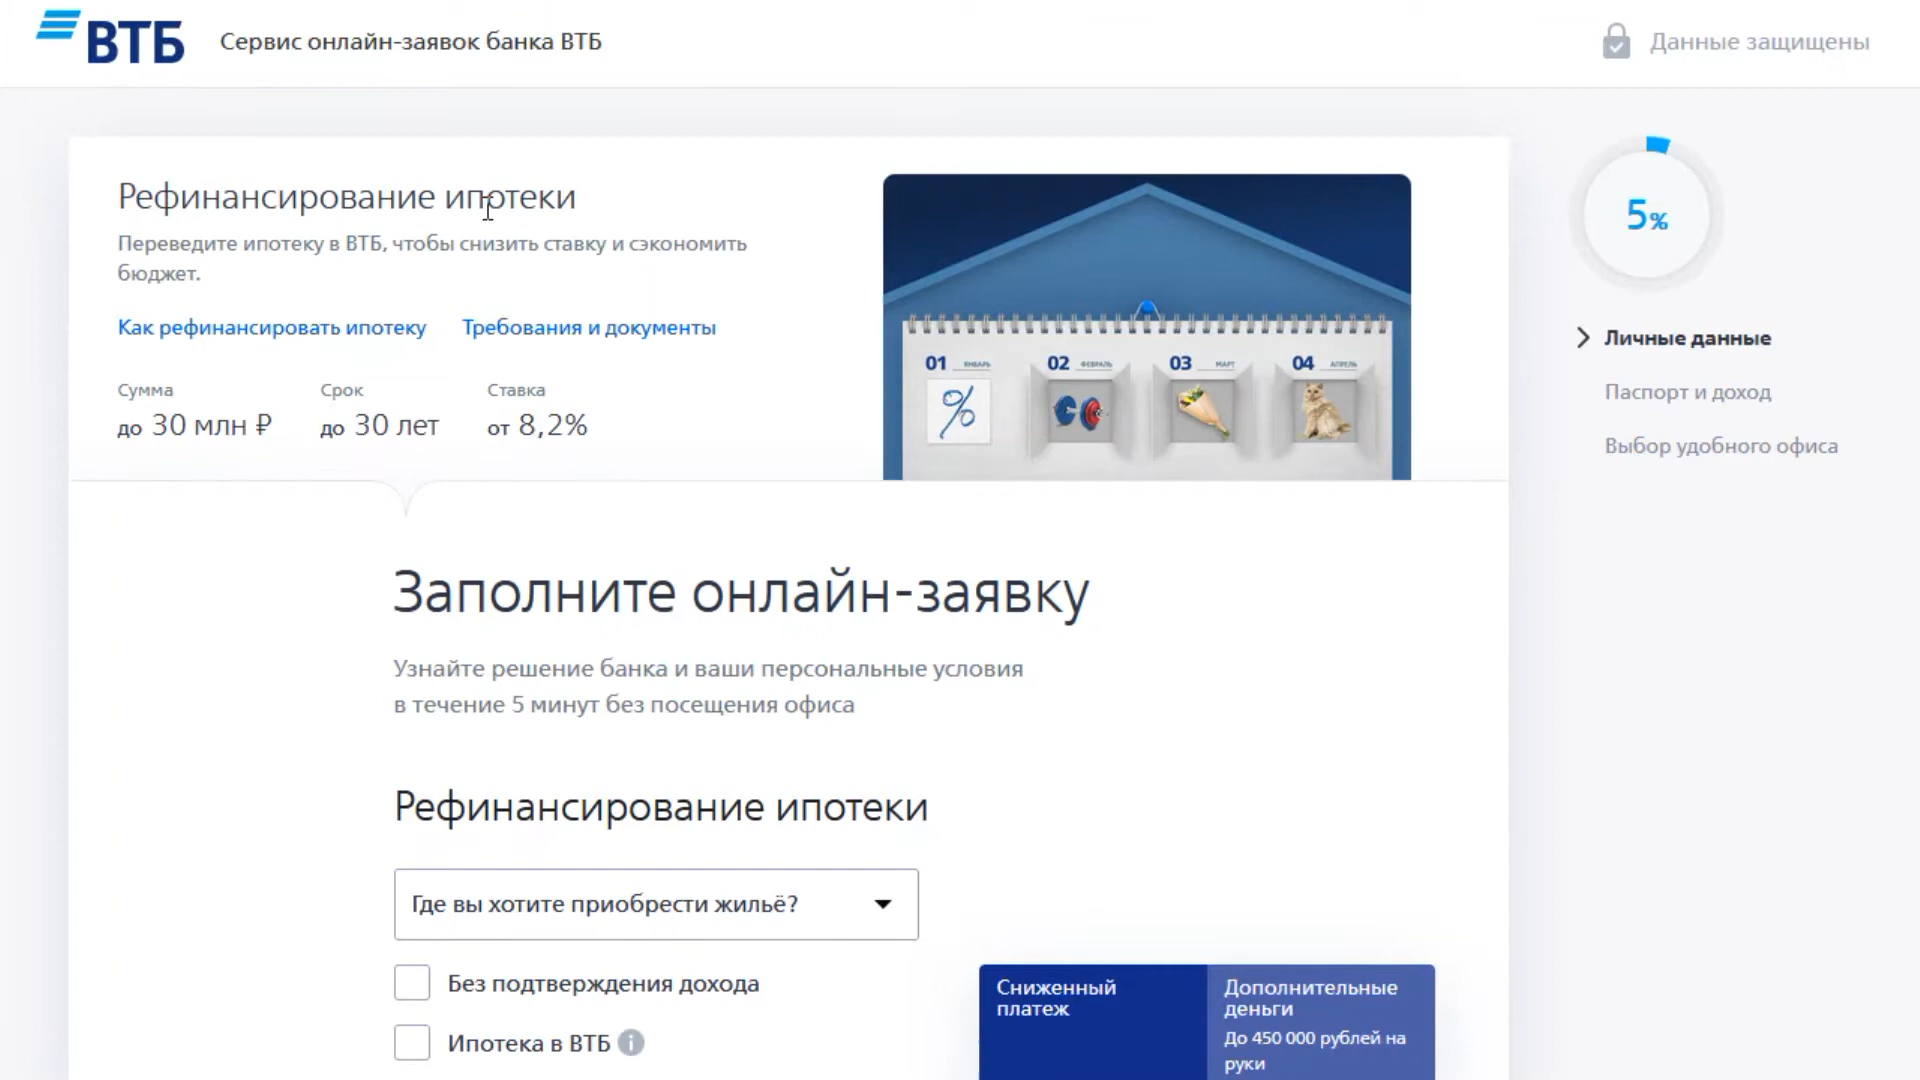 ВТБ
Сервис онлайн-заявок банка ВТБ
Данные защищены
Рефинансирование ипотеки
Переведите ипотеку в ВТБ, чтобы снизить ставку и сэкономить
бюджет.
Как рефинансировать ипотеку
Требования и документы
Сумма
до 30 млн ₽
Срок
до 30 лет
Ставка
от 8,2%
01 ЯНВАРЬ
02 ФЕВРАЛЬ
03 МАРТ
04 АПРЕЛЬ
%
5%
Личные данные
Паспорт и доход
Выбор удобного офиса
Заполните онлайн-заявку
Узнайте решение банка и ваши персональные условия
в течение 5 минут без посещения офиса
Рефинансирование ипотеки
Где вы хотите приобрести жильё?
Без подтверждения дохода
Ипотека в ВТБ i
Сниженный
платеж
Дополнительные
деньги
До 450 000 рублей на
руки